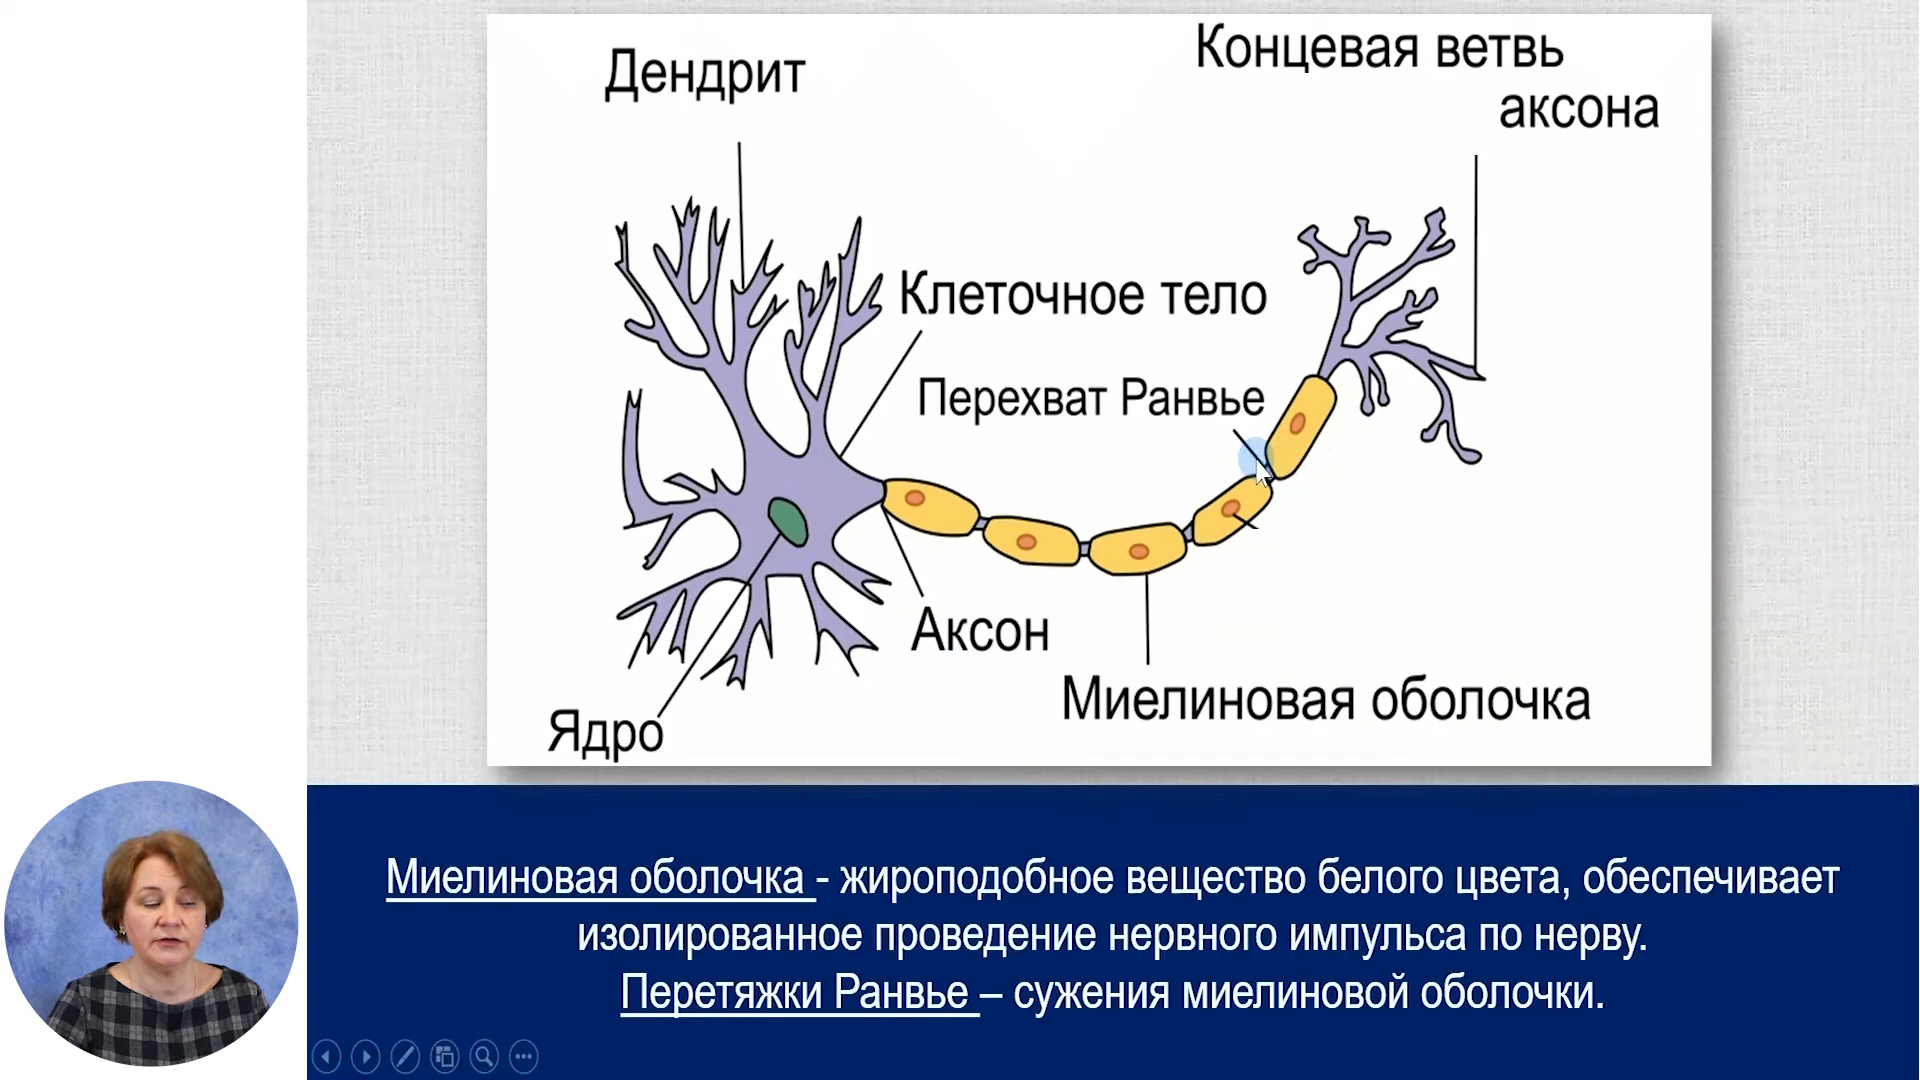 Дендрит
Концевая ветвь
аксона
Клеточное тело
Перехват Ранвье
Аксон
Миелиновая оболочка
Ядро
Миелиновая оболочка - жироподобное вещество белого цвета, обеспечивает
изолированное проведение нервного импульса по нерву.
Перетяжки Ранвье – сужения миелиновой оболочки.